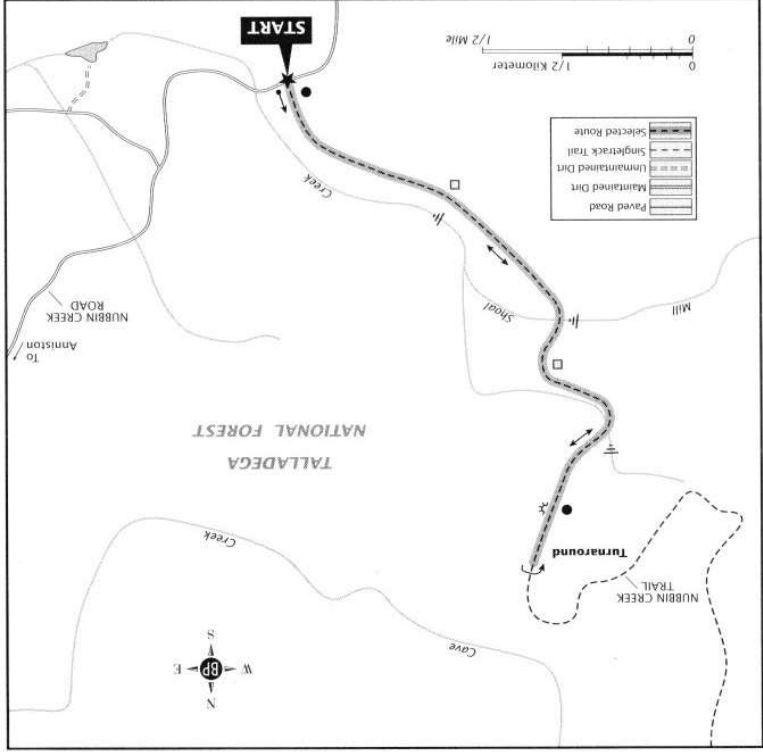 N
W BP E
S
Cave
Creek
NUBBIN CREEK
TRAIL
Turnaround
TALLADEGA
NATIONAL FOREST
To
Anniston
NUBBIN CREEK
ROAD
Mill
Shoal
Creek
Paved Road
Maintained Dirt
Unmaintained Dirt
Singletrack Trail
Selected Route
0 1/2 Kilometer
0 1/2 Mile
START